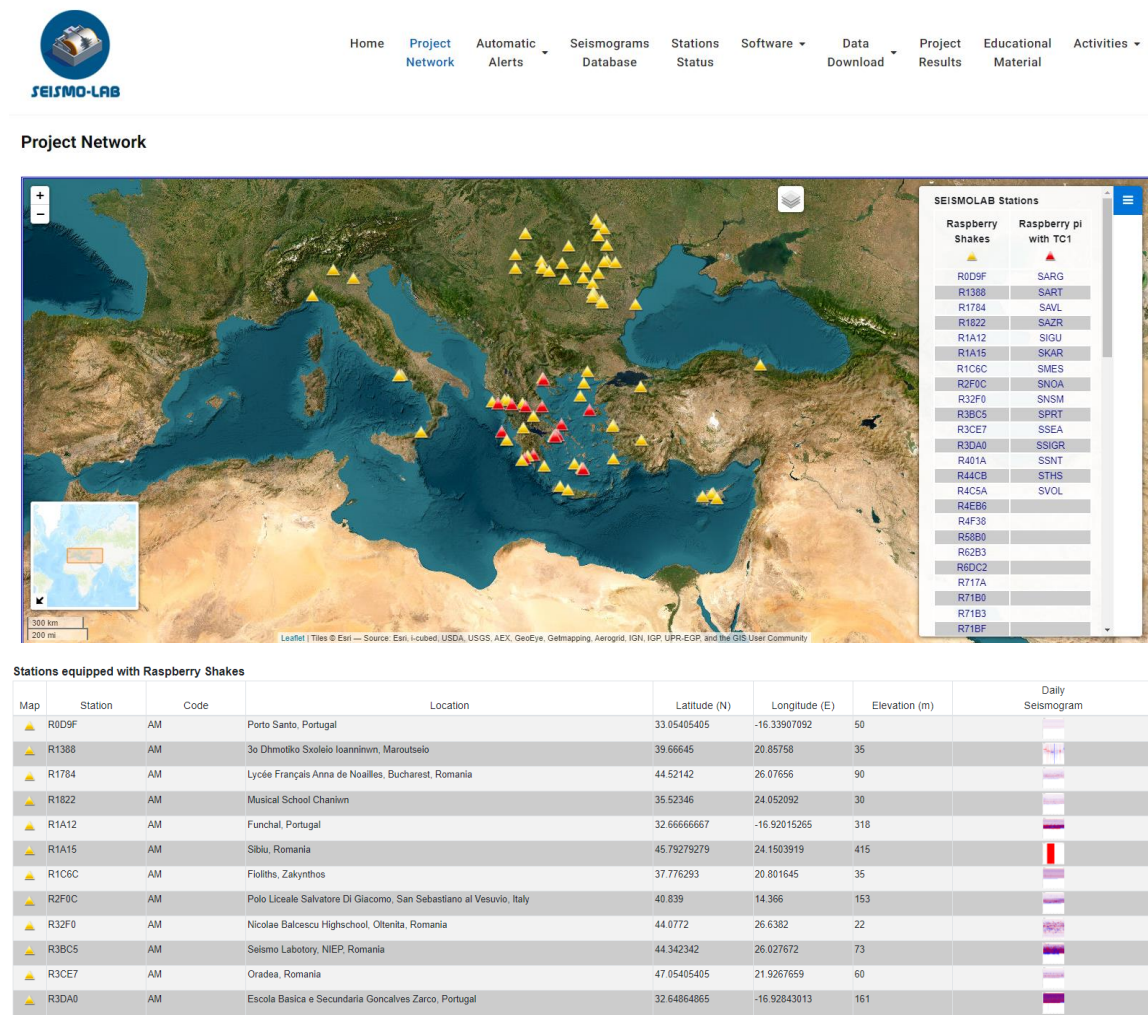 SEISMO-LAB
Home
Project Network
Automatic Alerts
Seismograms Database
Stations Status
Software
Data Download
Project Results
Educational Material
Activities
Project Network
+
−
SEISMOLAB Stations
Raspberry Shakes Raspberry pi with TC1
R0D9F SARG
R1388 SART
R1784 SAVL
R1822 SAZR
R1A12 SIGU
R1A15 SKAR
R1C6C SMES
R2F0C SNOA
R32F0 SNSM
R3BC5 SPRT
R3CE7 SSEA
R3DA0 SSIGR
R401A SSNT
R44CB STHS
R4C5A SVOL
R4EB6
R4F38
R58B0
R62B3
R6DC2
R717A
R71B0
R71B3
R71BF
300 km
200 mi
Leaflet | Tiles © Esri — Source: Esri, i-cubed, USDA, USGS, AEX, GeoEye, Getmapping, Aerogrid, IGN, IGP, UPR-EGP, and the GIS User Community
Stations equipped with Raspberry Shakes
Map Station Code Location Latitude (N) Longitude (E) Elevation (m) Daily Seismogram
R0D9F AM Porto Santo, Portugal 33.05405405 -16.33907092 50
R1388 AM 3o Dhmotiko Sxoleio Ioanninwn, Maroutseio 39.66645 20.85758 35
R1784 AM Lycée Français Anna de Noailles, Bucharest, Romania 44.52142 26.07656 90
R1822 AM Musical School Chaniwn 35.52346 24.052092 30
R1A12 AM Funchal, Portugal 32.66666667 -16.92015265 318
R1A15 AM Sibiu, Romania 45.79279279 24.1503919 415
R1C6C AM Fioliths, Zakynthos 37.776293 20.801645 35
R2F0C AM Polo Liceale Salvatore Di Giacomo, San Sebastiano al Vesuvio, Italy 40.839 14.366 153
R32F0 AM Nicolae Balcescu Highschool, Oltenita, Romania 44.0772 26.6382 22
R3BC5 AM Seismo Labotory, NIEP, Romania 44.342342 26.027672 73
R3CE7 AM Oradea, Romania 47.05405405 21.9267659 60
R3DA0 AM Escola Basica e Secundaria Goncalves Zarco, Portugal 32.64864865 -16.92843013 161